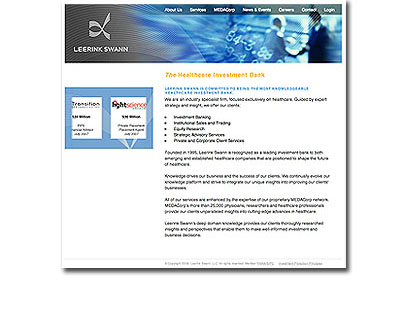 About Us Services MEDACorp News & Events Careers Contact Login
LEERINK SWANN
The Healthcare Investment Bank
LEERINK SWANN IS COMMITTED TO BEING THE MOST KNOWLEDGEABLE
HEALTHCARE INVESTMENT BANK.
We are an industry specialist firm, focused exclusively on healthcare. Guided by expert
strategy and insight, we offer our clients:
Investment Banking
Institutional Sales and Trading
Equity Research
Strategic Advisory Services
Private and Corporate Client Services
Transition
lightscience
$30 Million
PIPE
July 2007
Private Placement
Placement Agent
July 2007
Founded in 1995, Leerink Swann is recognized as a leading investment bank to both
emerging and established healthcare companies that are positioned to shape the future
of healthcare.
Knowledge drives our business and the success of our clients. We continually evolve our
knowledge platform and strive to integrate our unique insights into improving our clients'
businesses.
All of our services are enhanced by the expertise of our proprietary MEDACorp network.
MEDACorp's more than 25,000 physicians, researchers and healthcare professionals
provide our clients unparalleled insights into cutting-edge advances in healthcare.
Leerink Swann's deep domain knowledge provides our clients thoroughly researched
insights and perspectives that enable them to make well-informed investment and
business decisions.
© Copyright 2008. Leerink Swann LLC. All rights reserved. Member FINRA/SIPC.